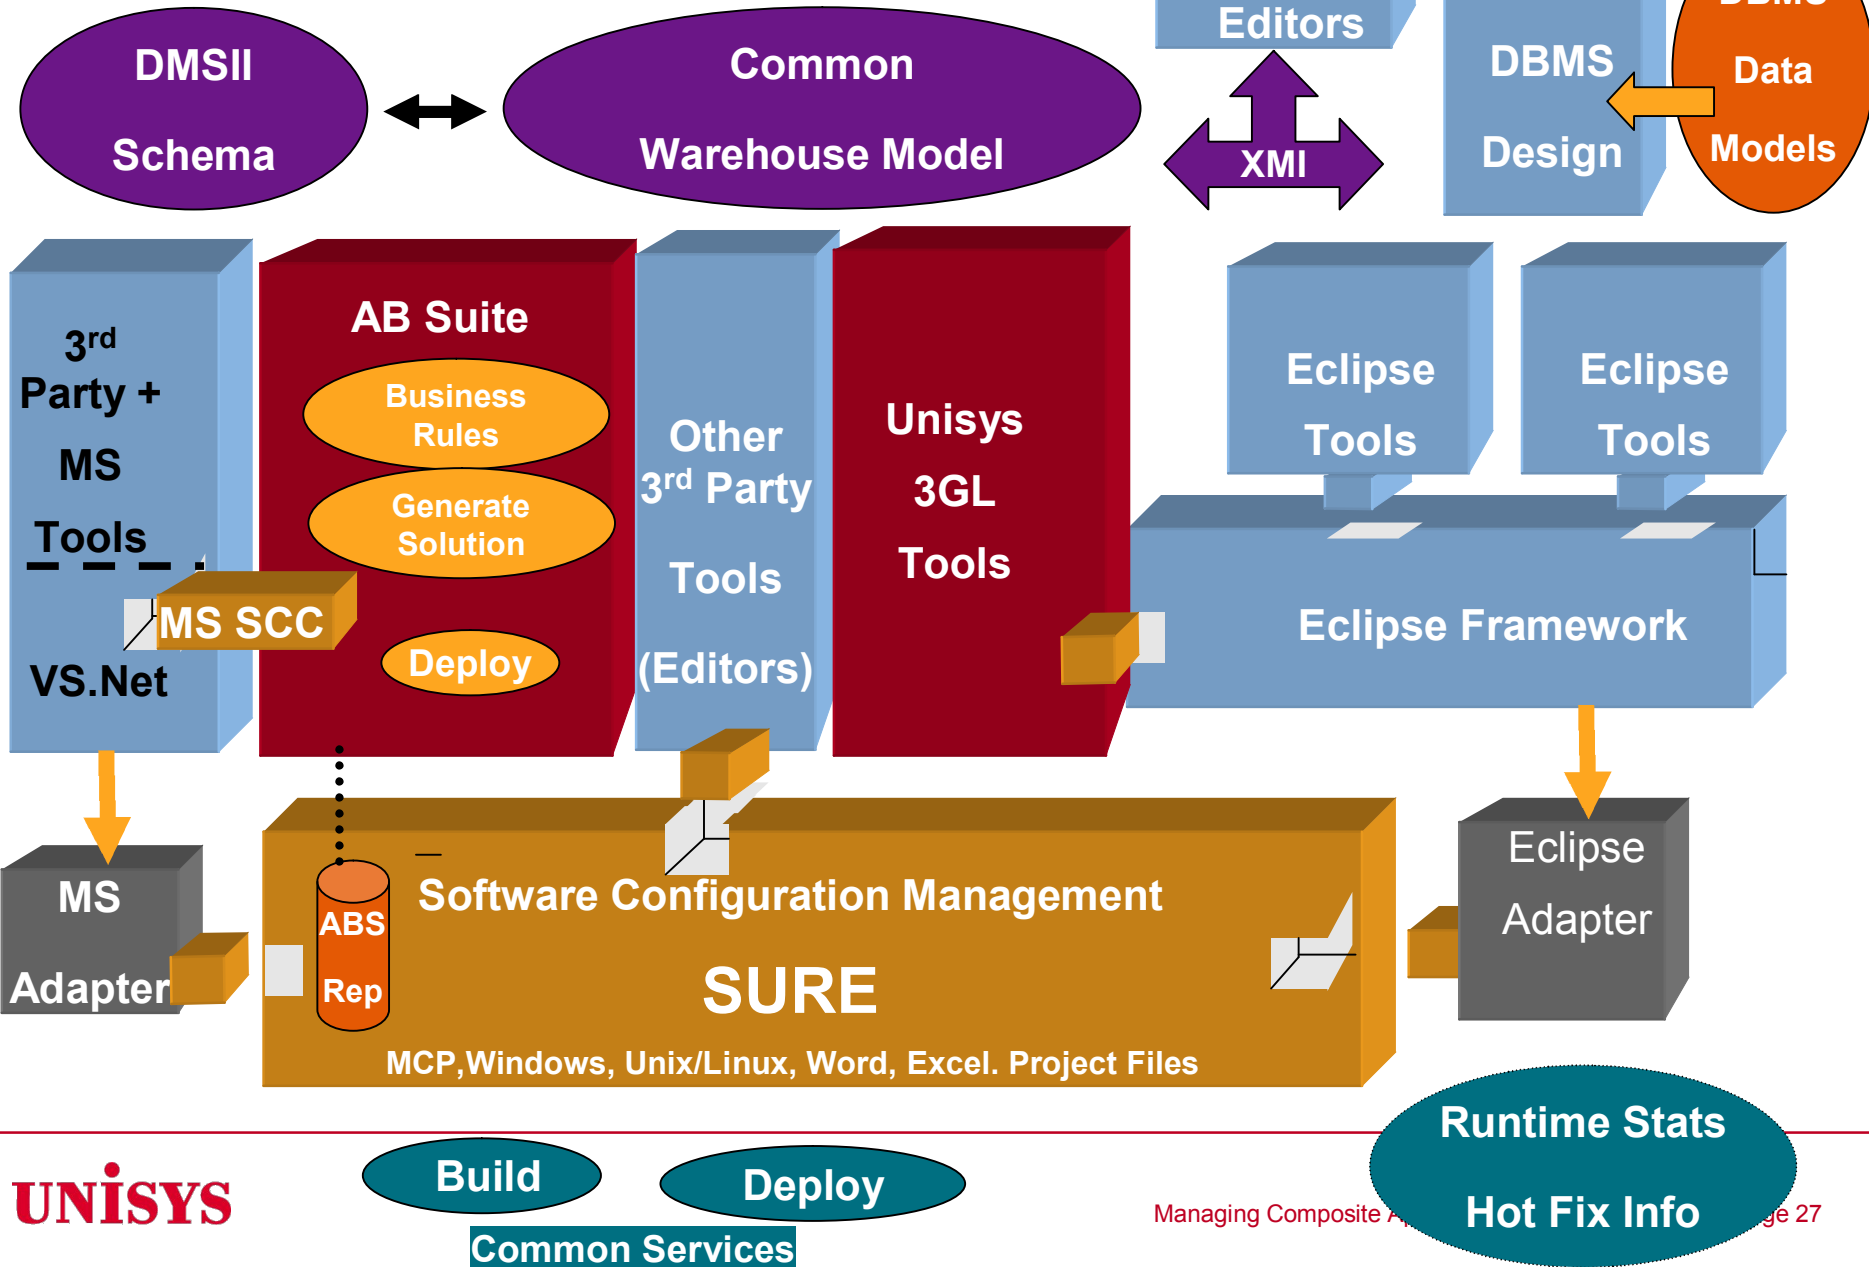 DMSII
Schema
Common
Warehouse Model
Editors
XMI
DBMS
Design
DBMS
Data
Models
3rd
Party +
MS
Tools
VS.Net
MS SCC
AB Suite
Business
Rules
Generate
Solution
Deploy
Other
3rd Party
Tools
(Editors)
Unisys
3GL
Tools
Eclipse
Tools
Eclipse
Tools
Eclipse Framework
MS
Adapter
ABS
Rep
Software Configuration Management
SURE
MCP,Windows, Unix/Linux, Word, Excel. Project Files
Eclipse
Adapter
Runtime Stats
Hot Fix Info
UNISYS
Build
Deploy
Common Services
Managing Composite
27